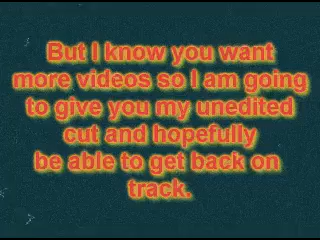 But I know you want
more videos so I am going
to give you my unedited
cut and hopefully
be able to get back on
track.